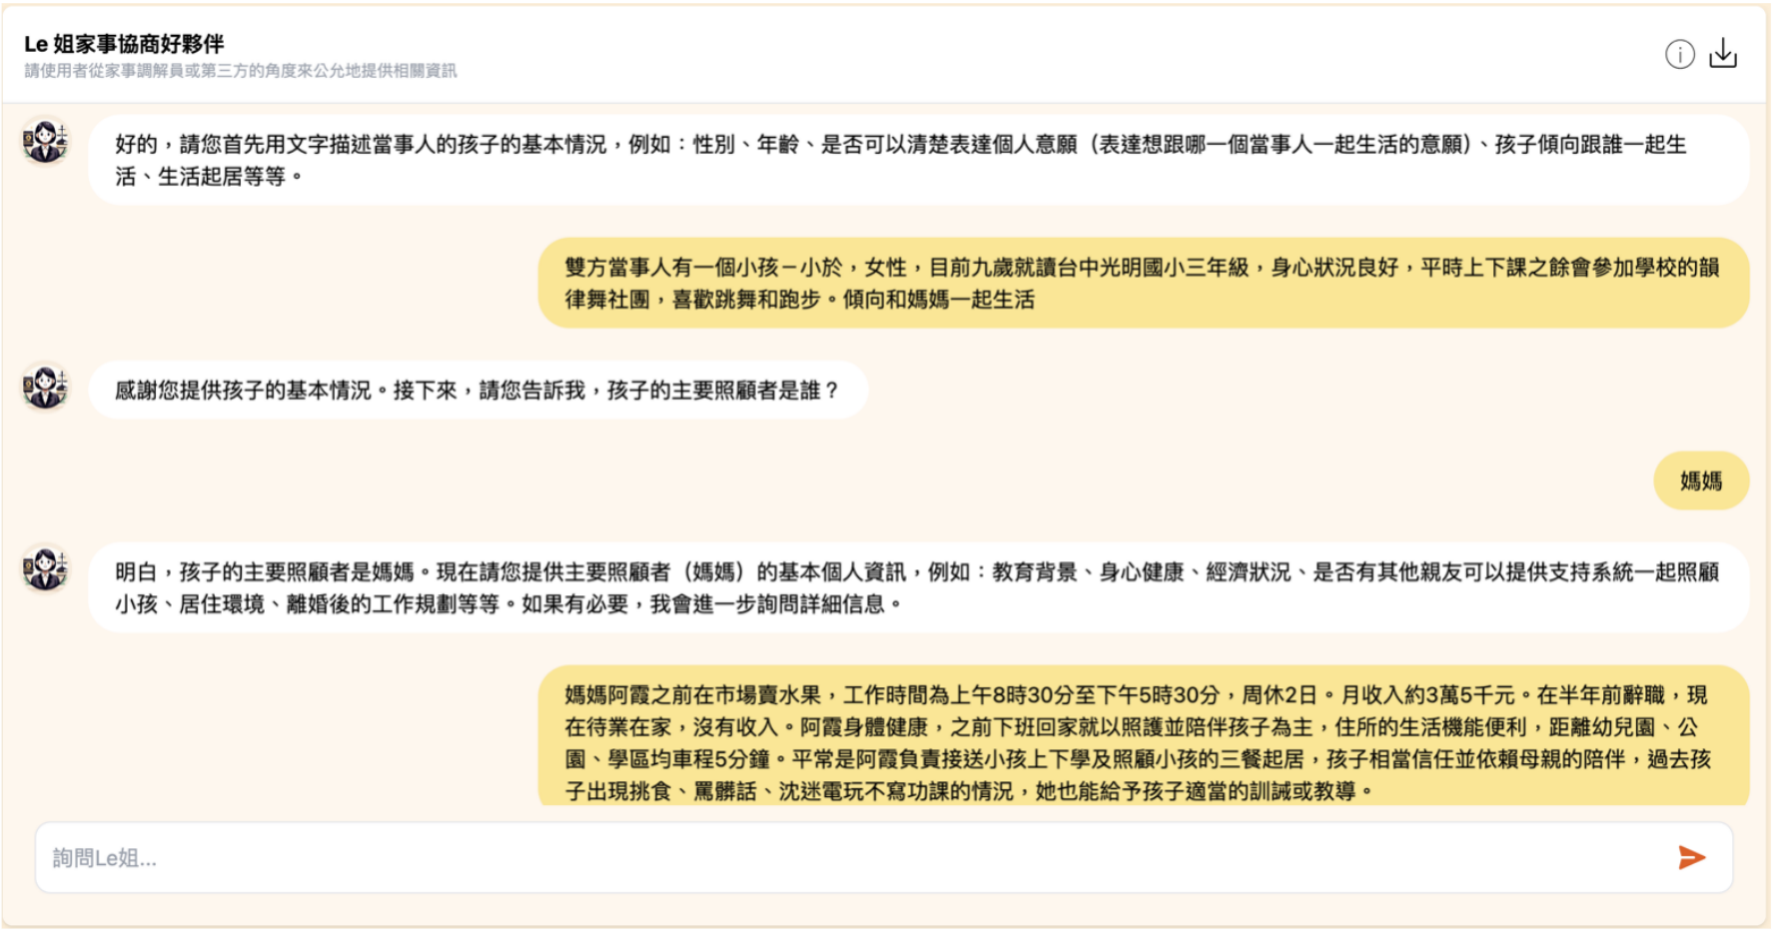 Le 姐家事協商好夥伴
請使用者從家事調解員或第三方的角度來公允地提供相關資訊
好的，請您首先用文字描述當事人的孩子的基本情況，例如：性別、年齡、是否可以清楚表達個人意願（表達想跟哪一個當事人一起生活的意願）、孩子傾向跟誰一起生
活、生活起居等等。
雙方當事人有一個小孩－小於，女性，目前九歲就讀台中光明國小三年級，身心狀況良好，平時上下課之餘會參加學校的韻
律舞社團，喜歡跳舞和跑步。傾向和媽媽一起生活
感謝您提供孩子的基本情況。接下來，請您告訴我，孩子的主要照顧者是誰？
媽媽
明白，孩子的主要照顧者是媽媽。現在請您提供主要照顧者（媽媽）的基本個人資訊，例如：教育背景、身心健康、經濟狀況、是否有其他親友可以提供支持系統一起照顧
小孩、居住環境、離婚後的工作規劃等等。如果有必要，我會進一步詢問詳細信息。
媽媽阿霞之前在市場賣水果，工作時間為上午8時30分至下午5時30分，周休2日。月收入約3萬5千元。在半年前辭職，現
在待業在家，沒有收入。阿霞身體健康，之前下班回家就以照護並陪伴孩子為主，住所的生活機能便利，距離幼兒園、公
園、學區均車程5分鐘。平常是阿霞負責接送小孩上下學及照顧小孩的三餐起居，孩子相當信任並依賴母親的陪伴，過去孩
子出現挑食、罵髒話、沈迷電玩不寫功課的情況，她也能給予孩子適當的訓誡或教導。
詢問Le姐...